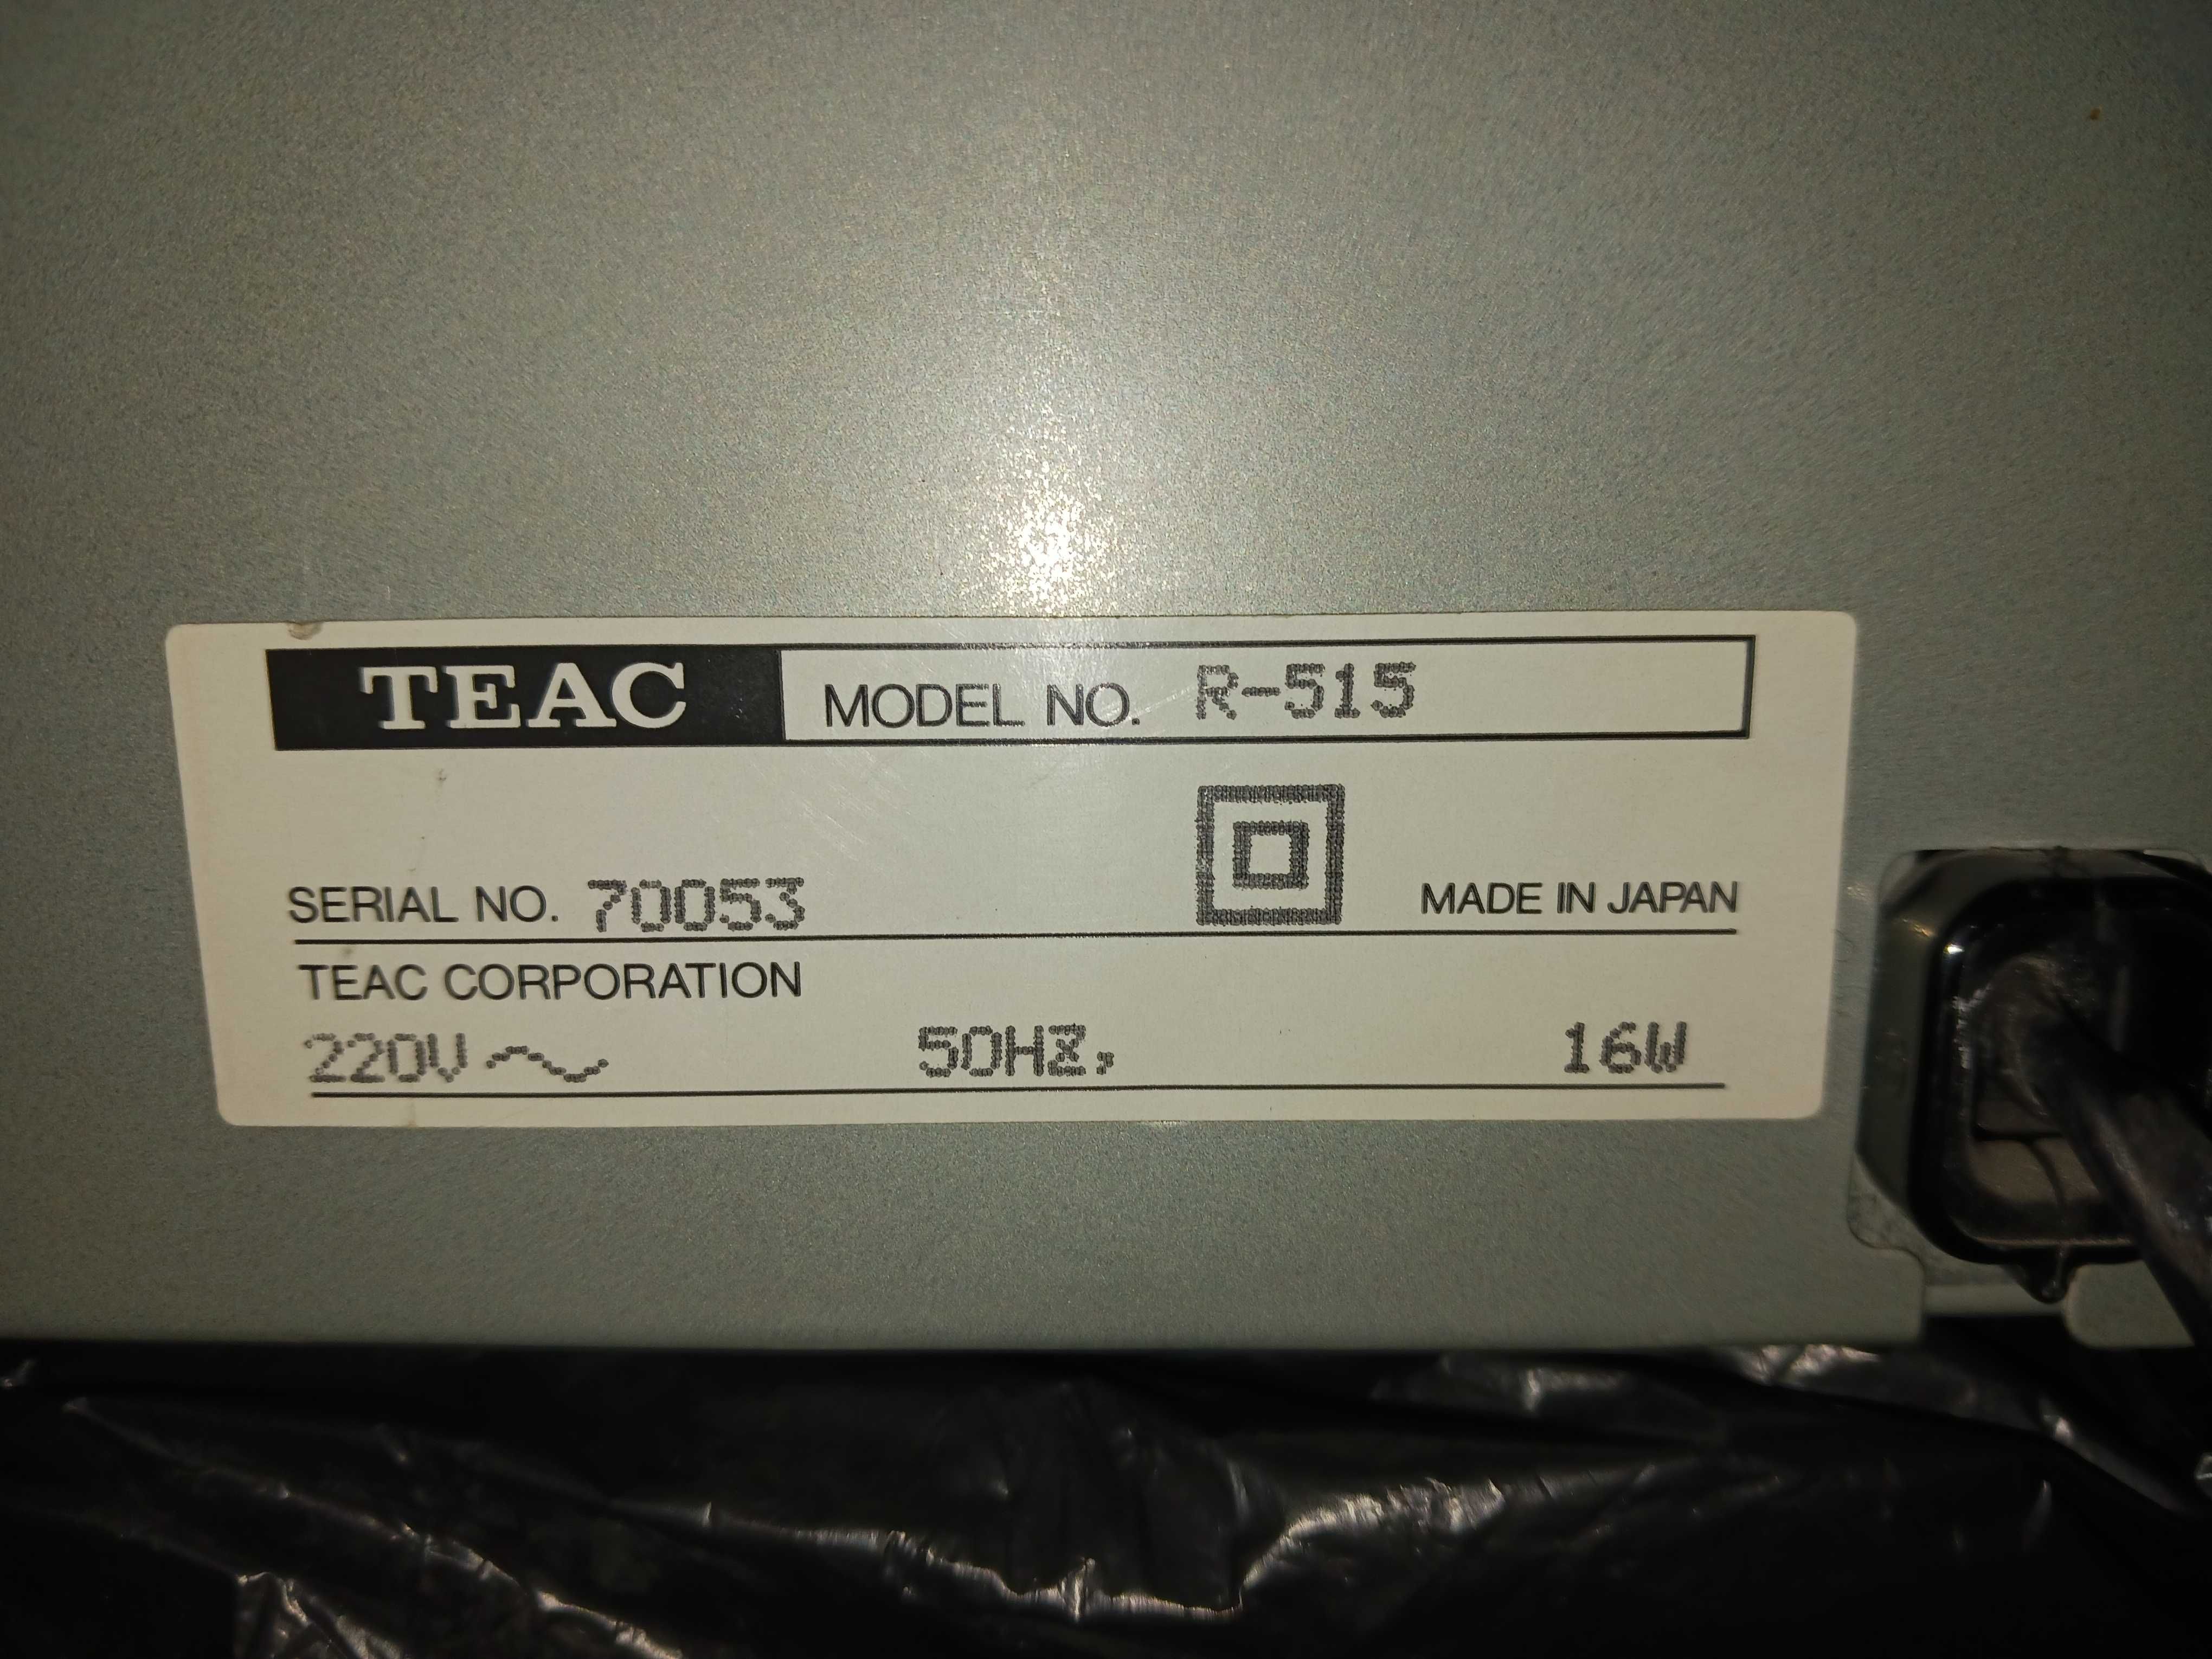 TEAC MODEL NO. R-515
SERIAL NO. 70053 MADE IN JAPAN
TEAC CORPORATION
220V~ 50HZ, 16W